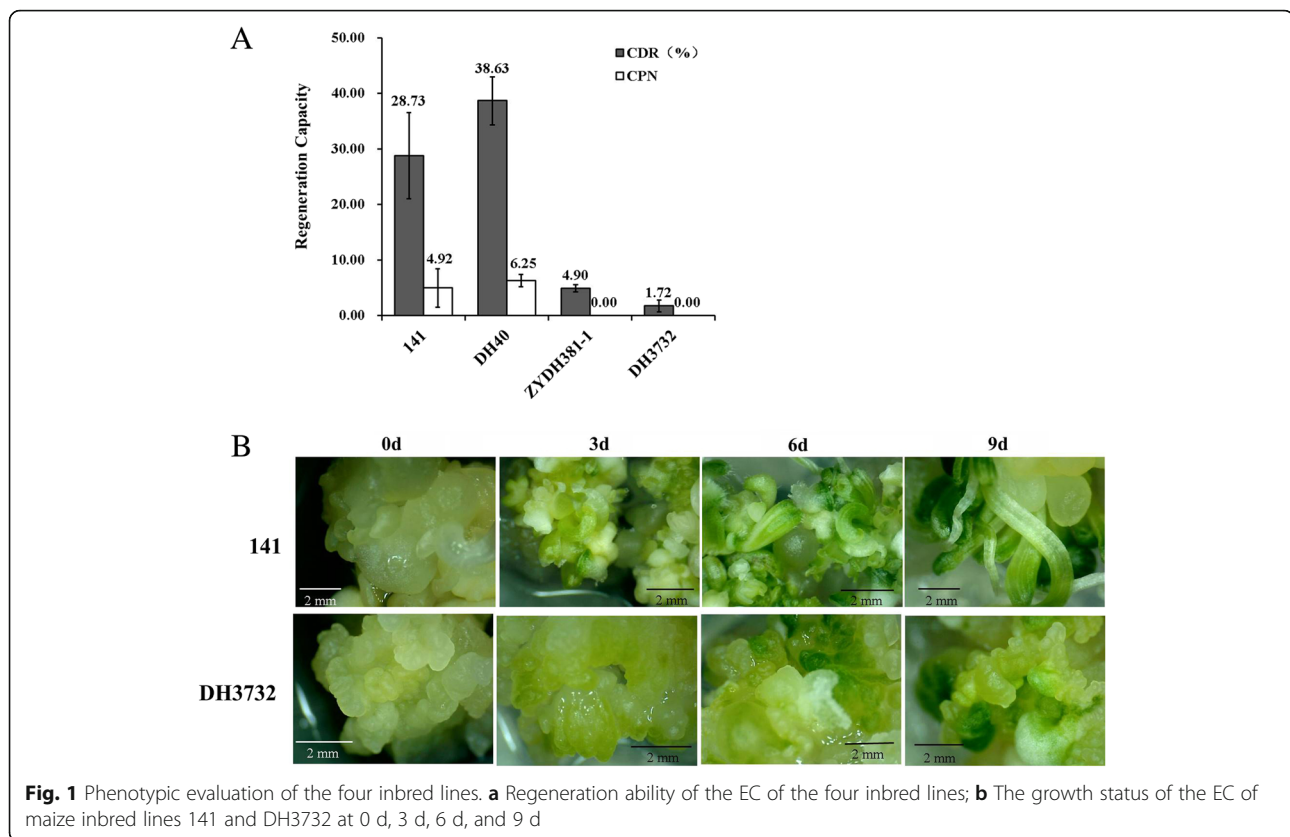 A
50.00
40.00
30.00
20.00
10.00
0.00
Regeneration Capacity
CDR（%）
CPN
28.73
4.92
38.63
6.25
4.90
0.00
1.72
0.00
141
DH40
ZYDH381-1
DH3732
B
0d 3d 6d 9d
141
2 mm 2 mm 2 mm 2 mm
DH3732
2 mm 2 mm 2 mm 2 mm
Fig. 1 Phenotypic evaluation of the four inbred lines. a Regeneration ability of the EC of the four inbred lines; b The growth status of the EC of
maize inbred lines 141 and DH3732 at 0 d, 3 d, 6 d, and 9 d